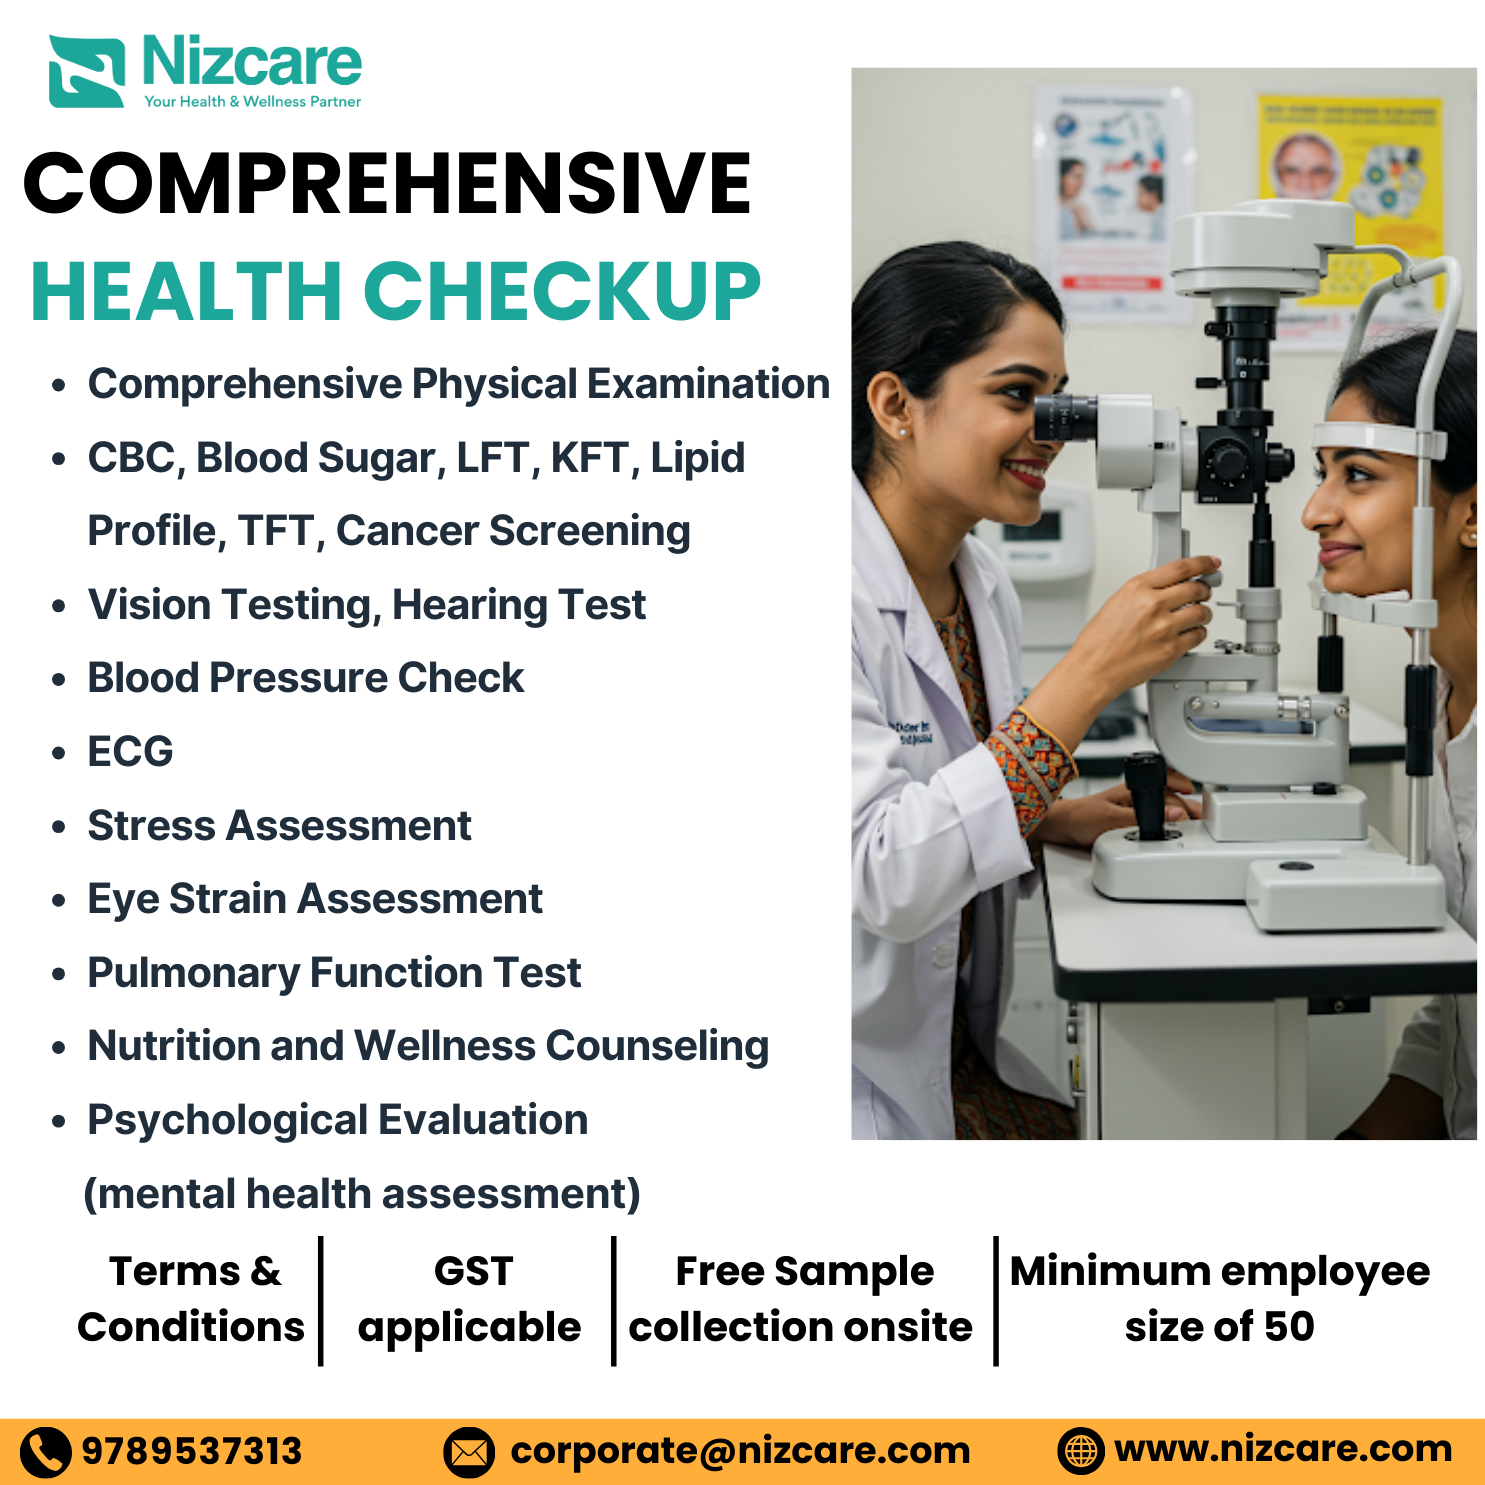 Nizcare
Your Health & Wellness Partner
COMPREHENSIVE
HEALTH CHECKUP
• Comprehensive Physical Examination
• CBC, Blood Sugar, LFT, KFT, Lipid
Profile, TFT, Cancer Screening
• Vision Testing, Hearing Test
• Blood Pressure Check
• ECG
• Stress Assessment
• Eye Strain Assessment
• Pulmonary Function Test
• Nutrition and Wellness Counseling
• Psychological Evaluation
(mental health assessment)
Terms &
Conditions
GST
applicable
Free Sample
collection onsite
Minimum employee
size of 50
9789537313
corporate@nizcare.com
www.nizcare.com